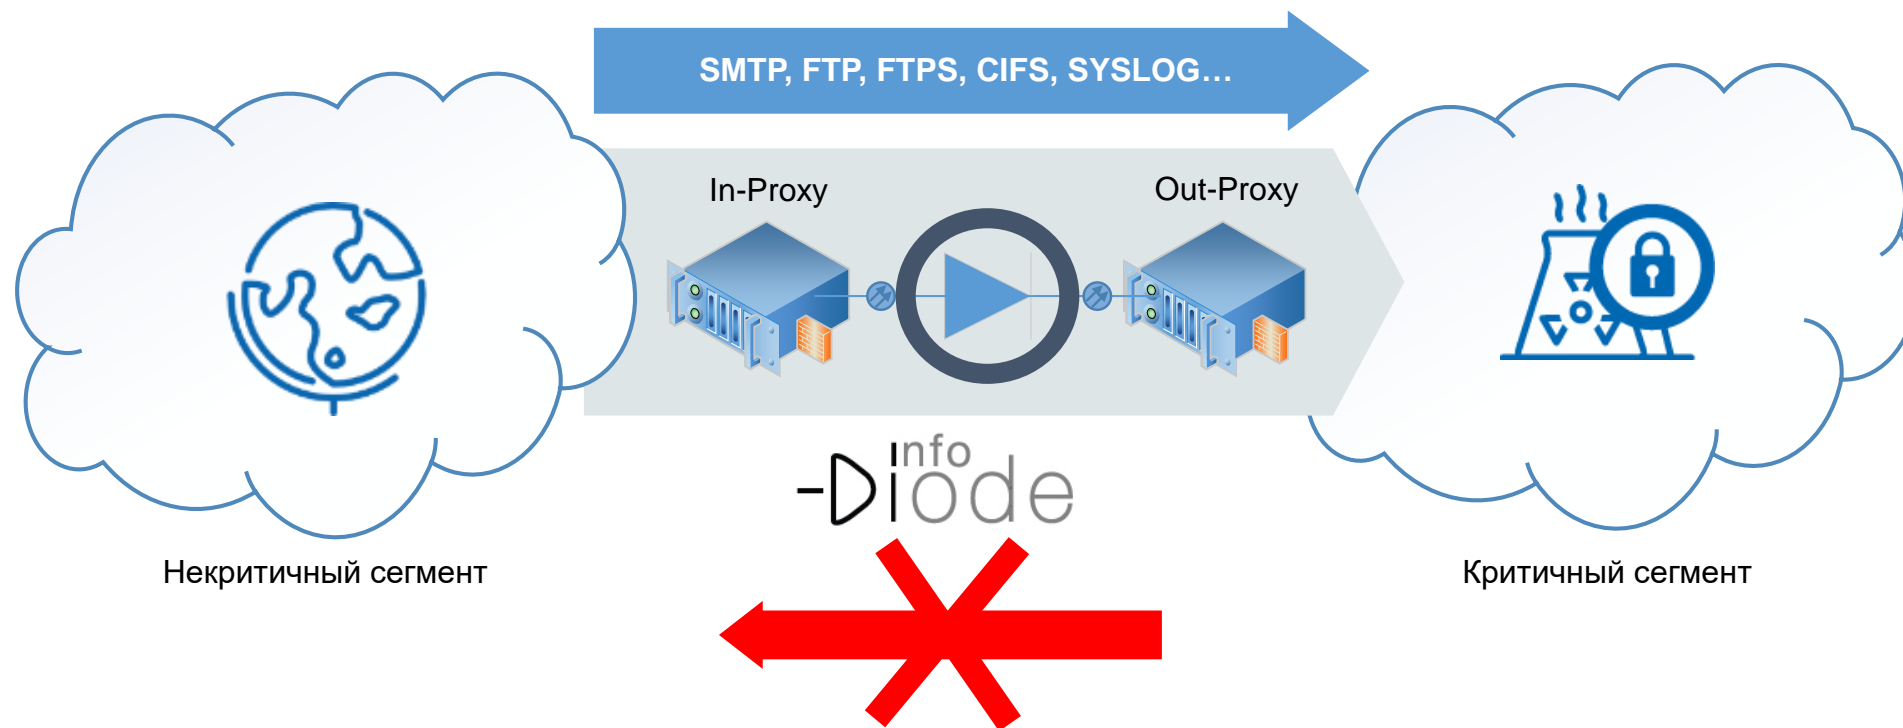 SMTP, FTP, FTPS, CIFS, SYSLOG...
In-Proxy
Out-Proxy
info
Diode
Некритичный сегмент
Критичный сегмент